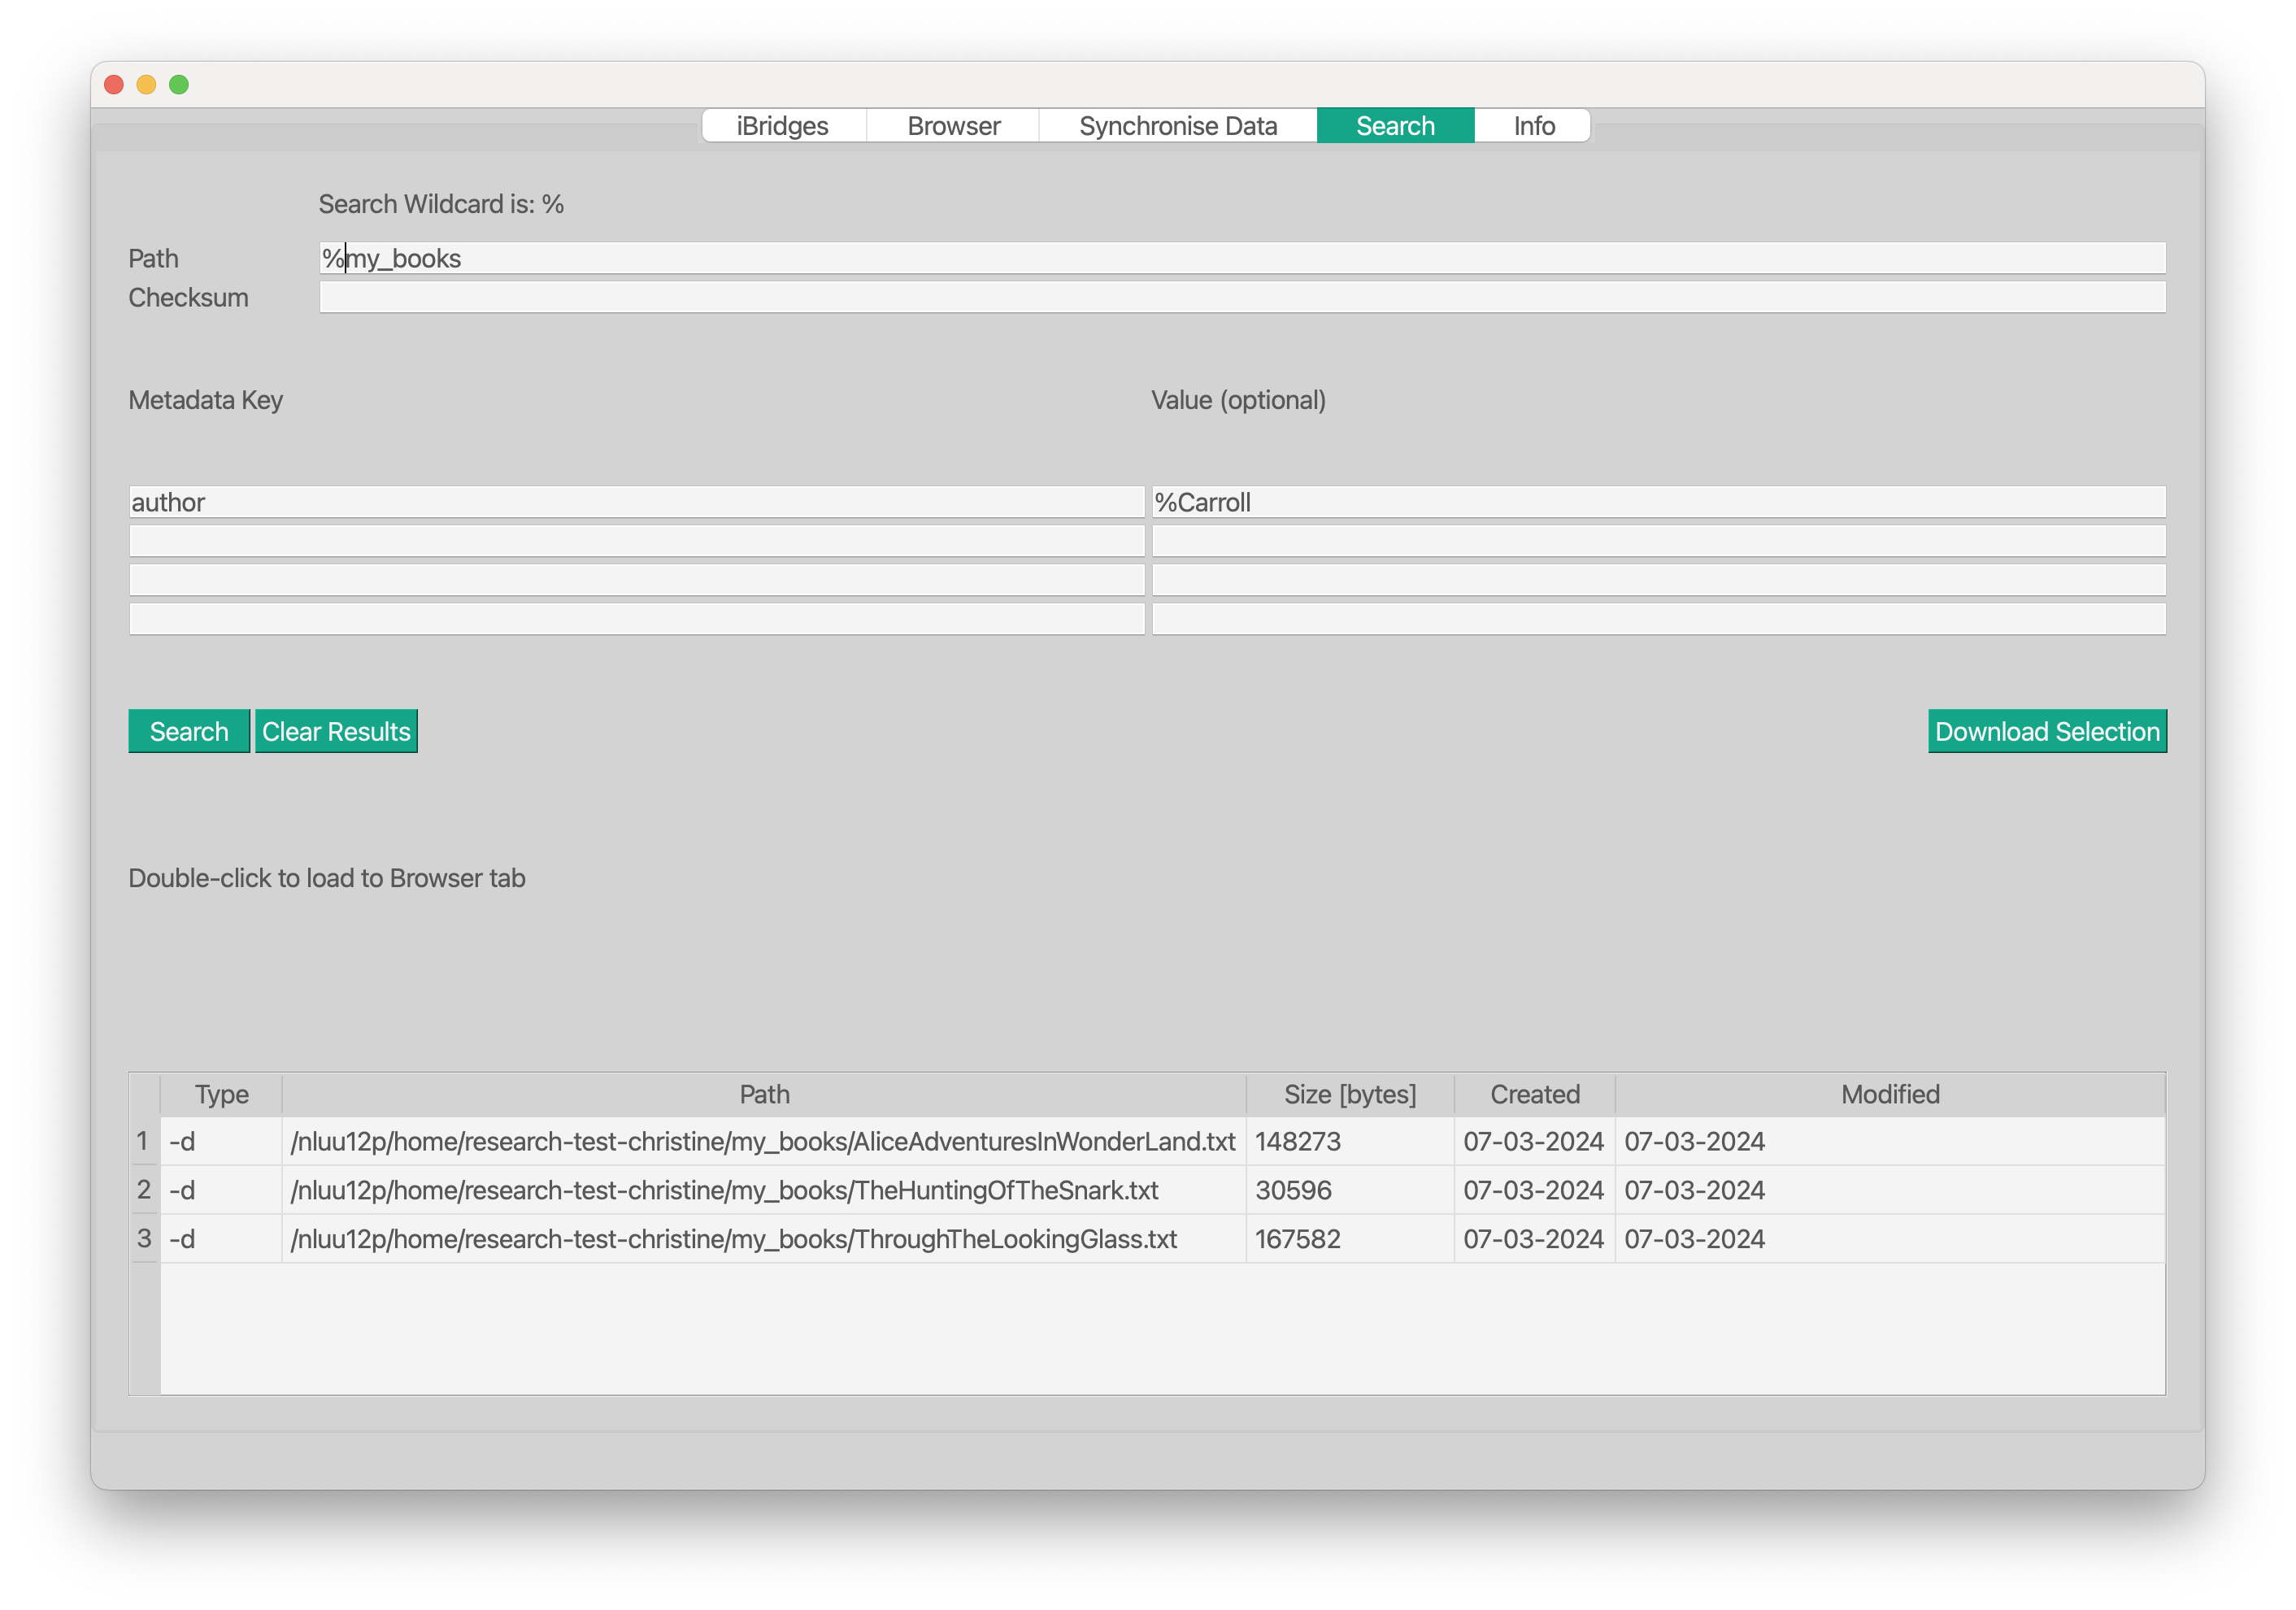 iBridges Browser Synchronise Data Search Info
Search Wildcard is: %
Path %my_books
Checksum
Metadata Key Value (optional)
author %Carroll
Search Clear Results Download Selection
Double-click to load to Browser tab
Type Path Size [bytes] Created Modified
1 -d /nluu12p/home/research-test-christine/my_books/AliceAdventuresInWonderLand.txt 148273 07-03-2024 07-03-2024
2 -d /nluu12p/home/research-test-christine/my_books/TheHuntingOfTheSnark.txt 30596 07-03-2024 07-03-2024
3 -d /nluu12p/home/research-test-christine/my_books/ThroughTheLookingGlass.txt 167582 07-03-2024 07-03-2024